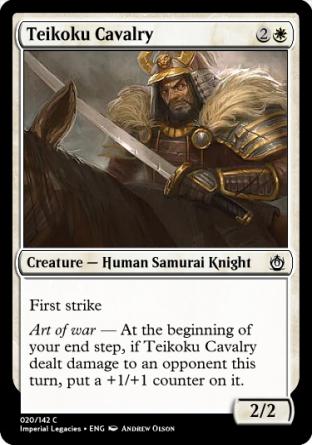 Teikoku Cavalry 2
Creature — Human Samurai Knight
First strike
Art of war — At the beginning of
your end step, if Teikoku Cavalry
dealt damage to an opponent this
turn, put a +1/+1 counter on it.
2/2
020/142 C
Imperial Legacies • ENG Andrew Olson